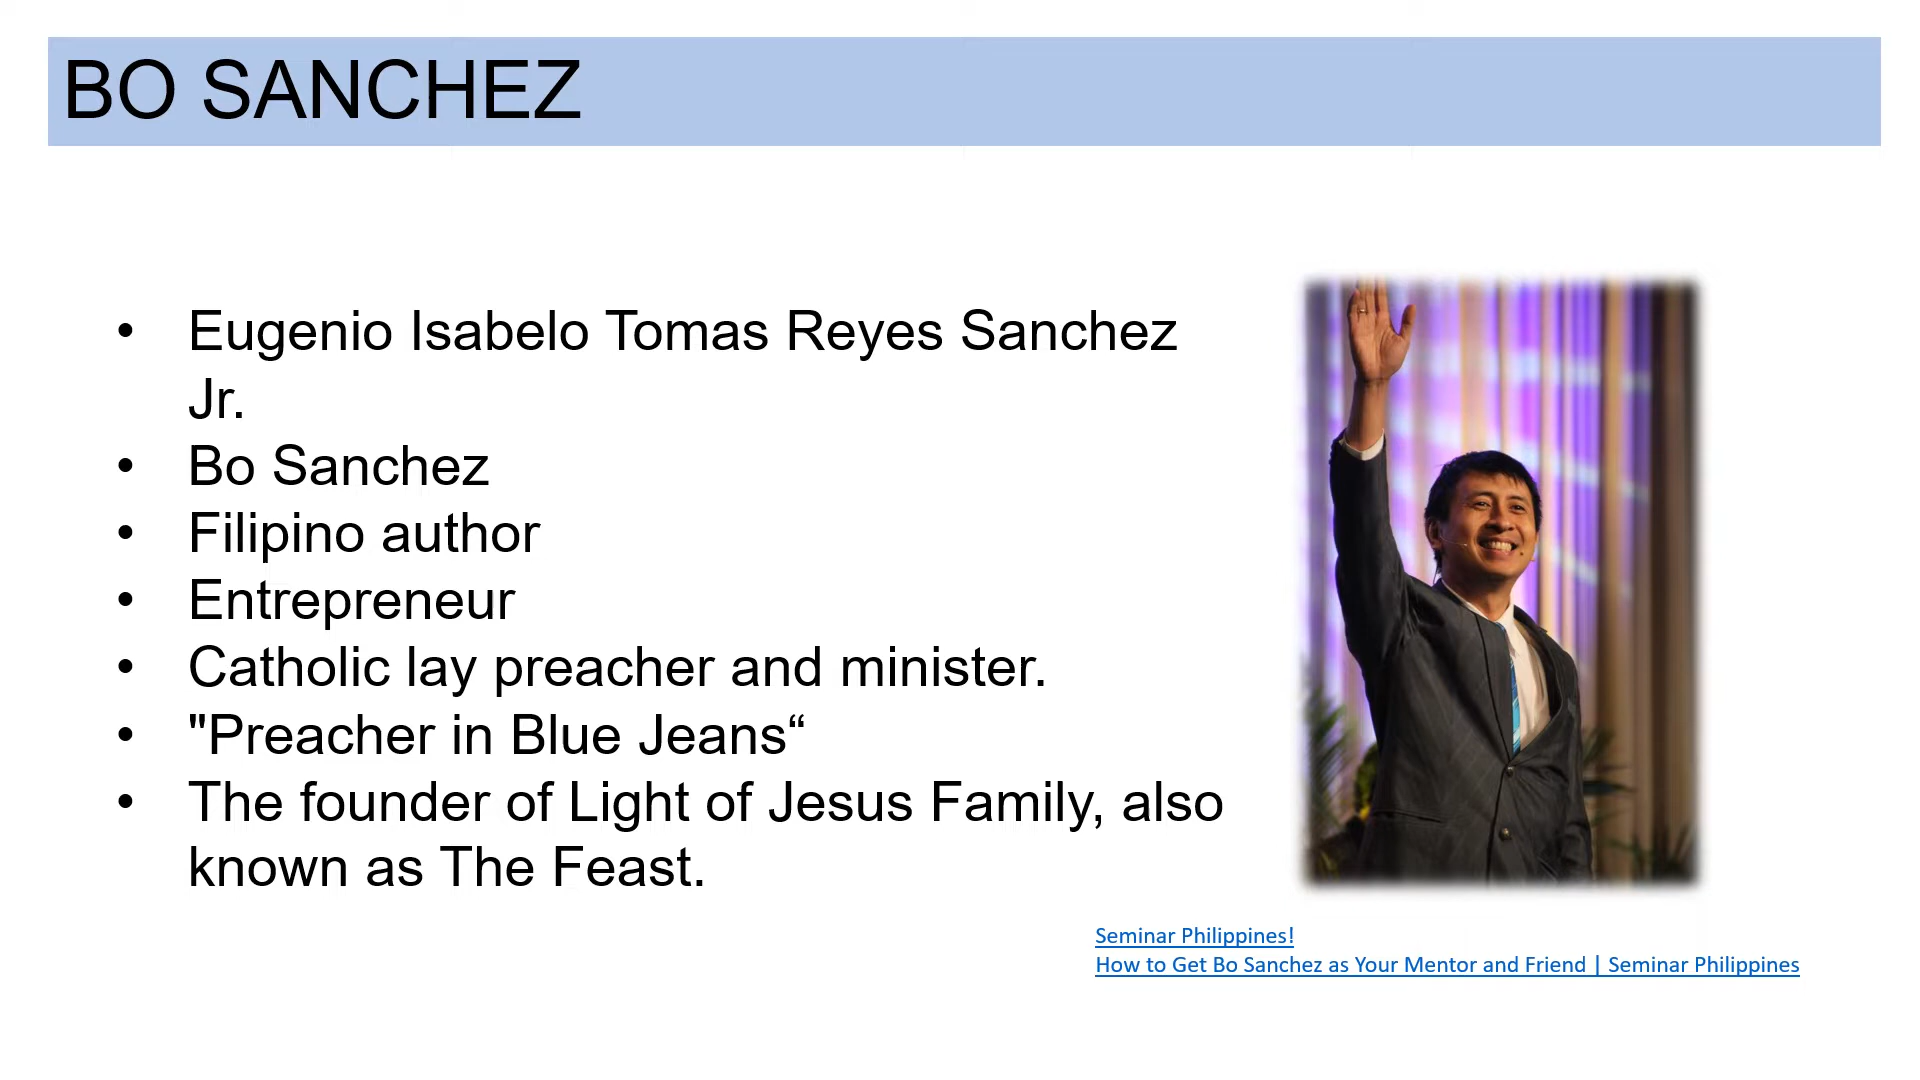 BO SANCHEZ
• Eugenio Isabelo Tomas Reyes Sanchez
Jr.
• Bo Sanchez
• Filipino author
• Entrepreneur
• Catholic lay preacher and minister.
• "Preacher in Blue Jeans“
• The founder of Light of Jesus Family, also
known as The Feast.
Seminar Philippines!
How to Get Bo Sanchez as Your Mentor and Friend | Seminar Philippines